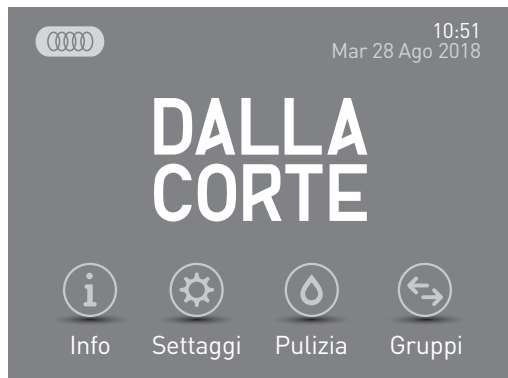 10:51
Mar 28 Ago 2018
DALLA
CORTE
Info Settaggi Pulizia Gruppi